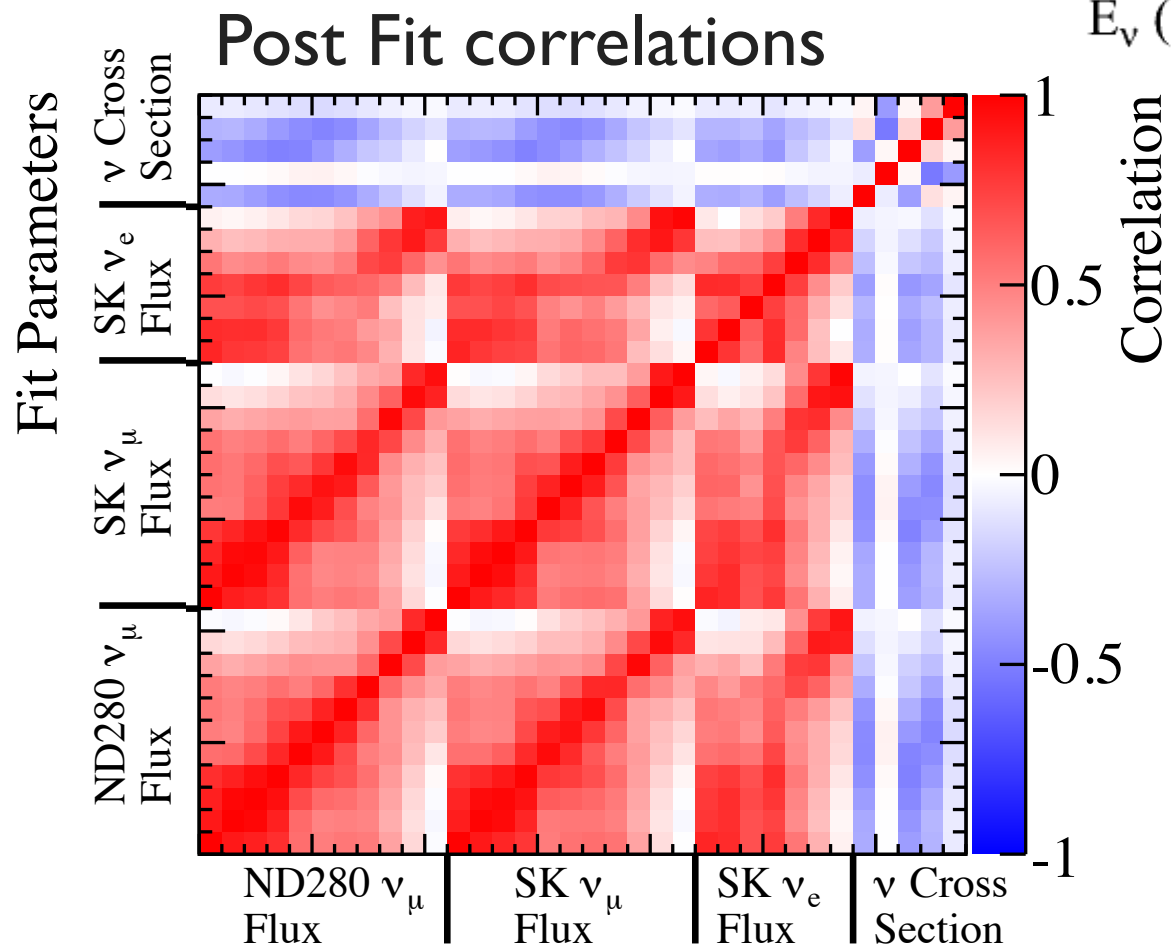 Post Fit correlations
E_ν (
Fit Parameters
ν Cross
Section
SK ν_e
Flux
SK ν_μ
Flux
ND280 ν_μ
Flux
1
0.5
0
-0.5
-1
Correlation
ND280 ν_μ
Flux
SK ν_μ
Flux
SK ν_e
Flux
ν Cross
Section